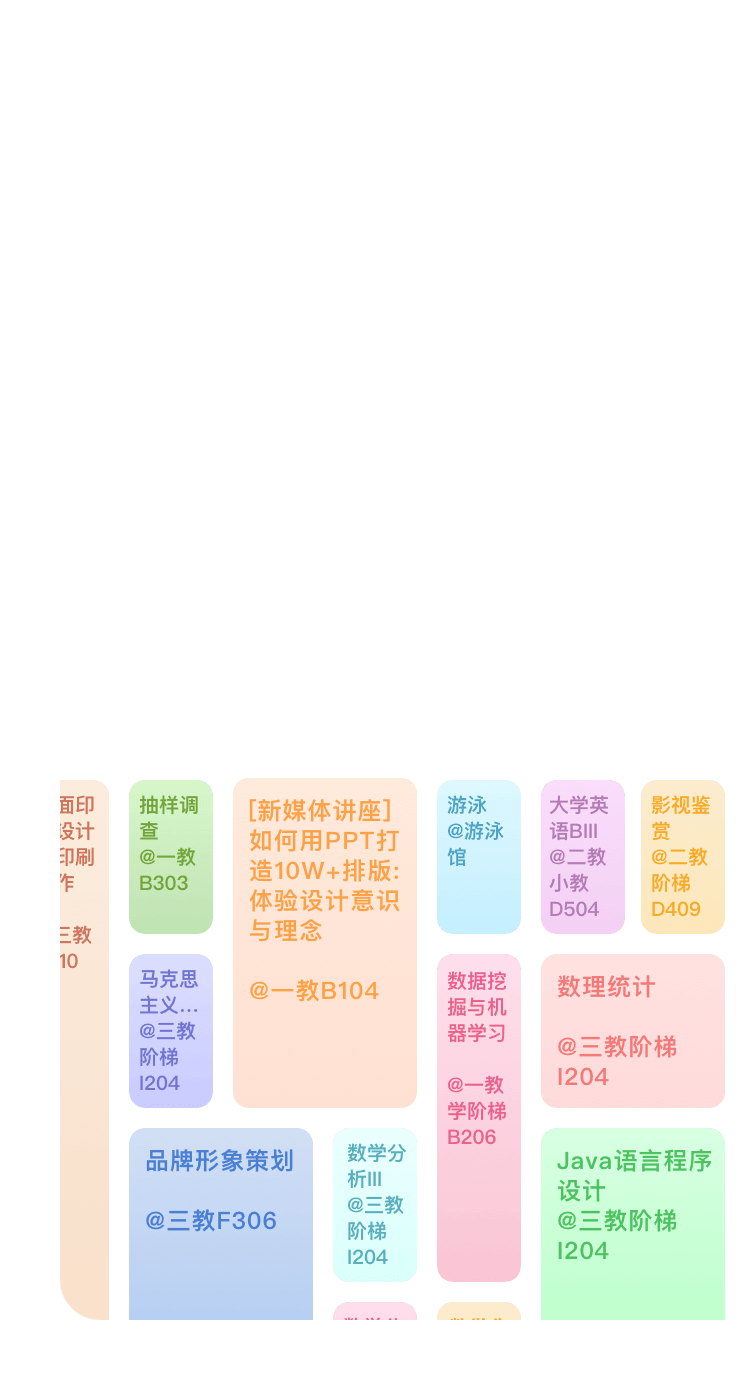 面印
设计
印刷
作
三教
10
抽样调
查
@一教
B303
[新媒体讲座]
如何用PPT打
造10W+排版:
体验设计意识
与理念
@一教B104
游泳
@游泳
馆
大学英
语BIII
@二教
小教
D504
影视鉴
赏
@二教
阶梯
D409
马克思
主义...
@三教
阶梯
I204
数据挖
掘与机
器学习
@一教
学阶梯
B206
数理统计
@三教阶梯
I204
品牌形象策划
@三教F306
数学分
析III
@三教
阶梯
I204
Java语言程序
设计
@三教阶梯
I204